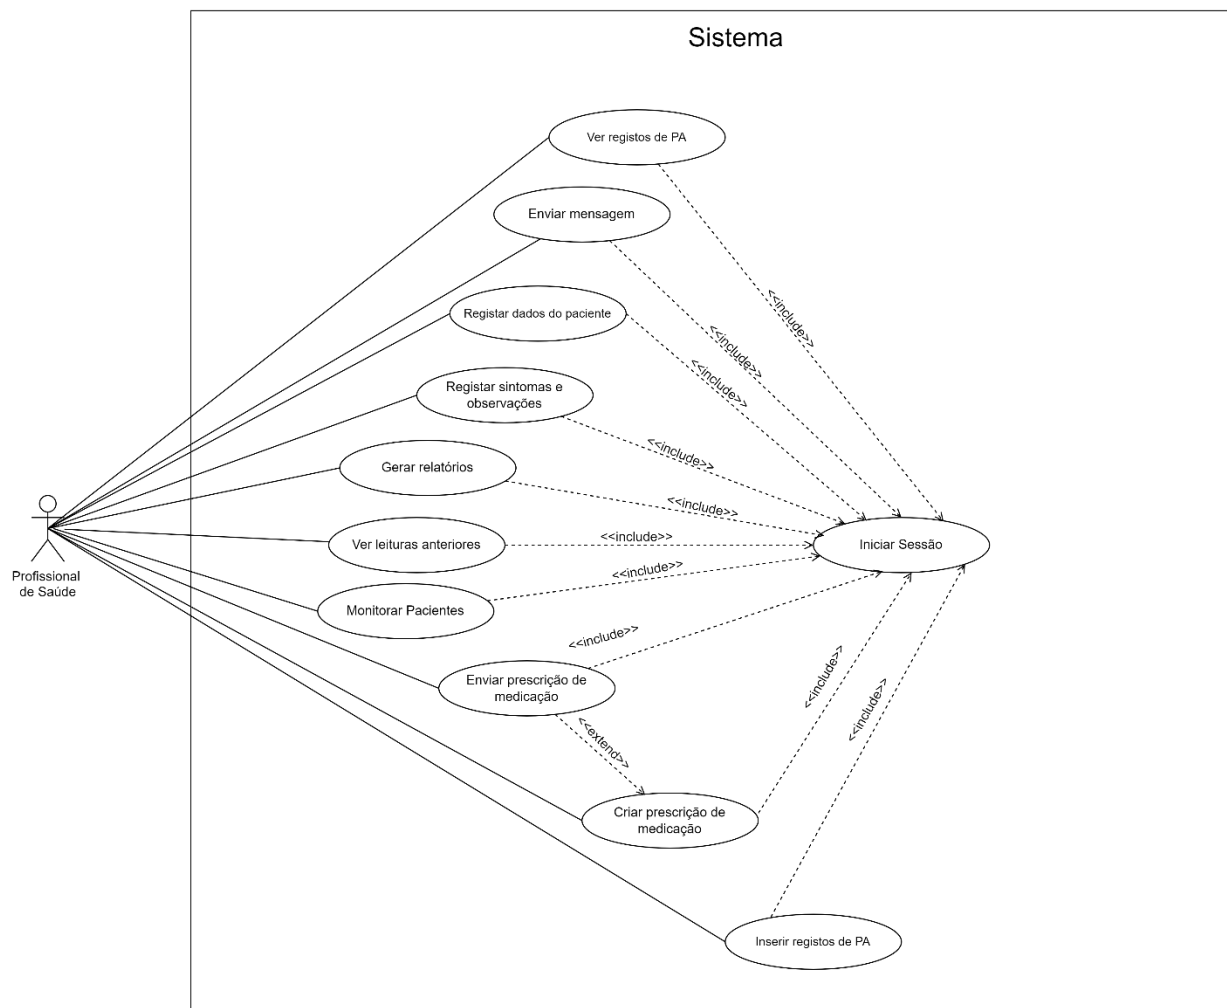 Sistema
Ver registos de PA
Enviar mensagem
<<include>>
Registar dados do paciente
<<include>>
<<include>>
Registar sintomas e
observações
<<include>>
Gerar relatórios
<<include>>
Profissional
de Saúde
Ver leituras anteriores
<<include>>
Iniciar Sessão
<<include>>
Monitorar Pacientes
<<include>>
Enviar prescrição de
medicação
<<include>>
<<include>>
<<extend>>
Criar prescrição de
medicação
Inserir registos de PA